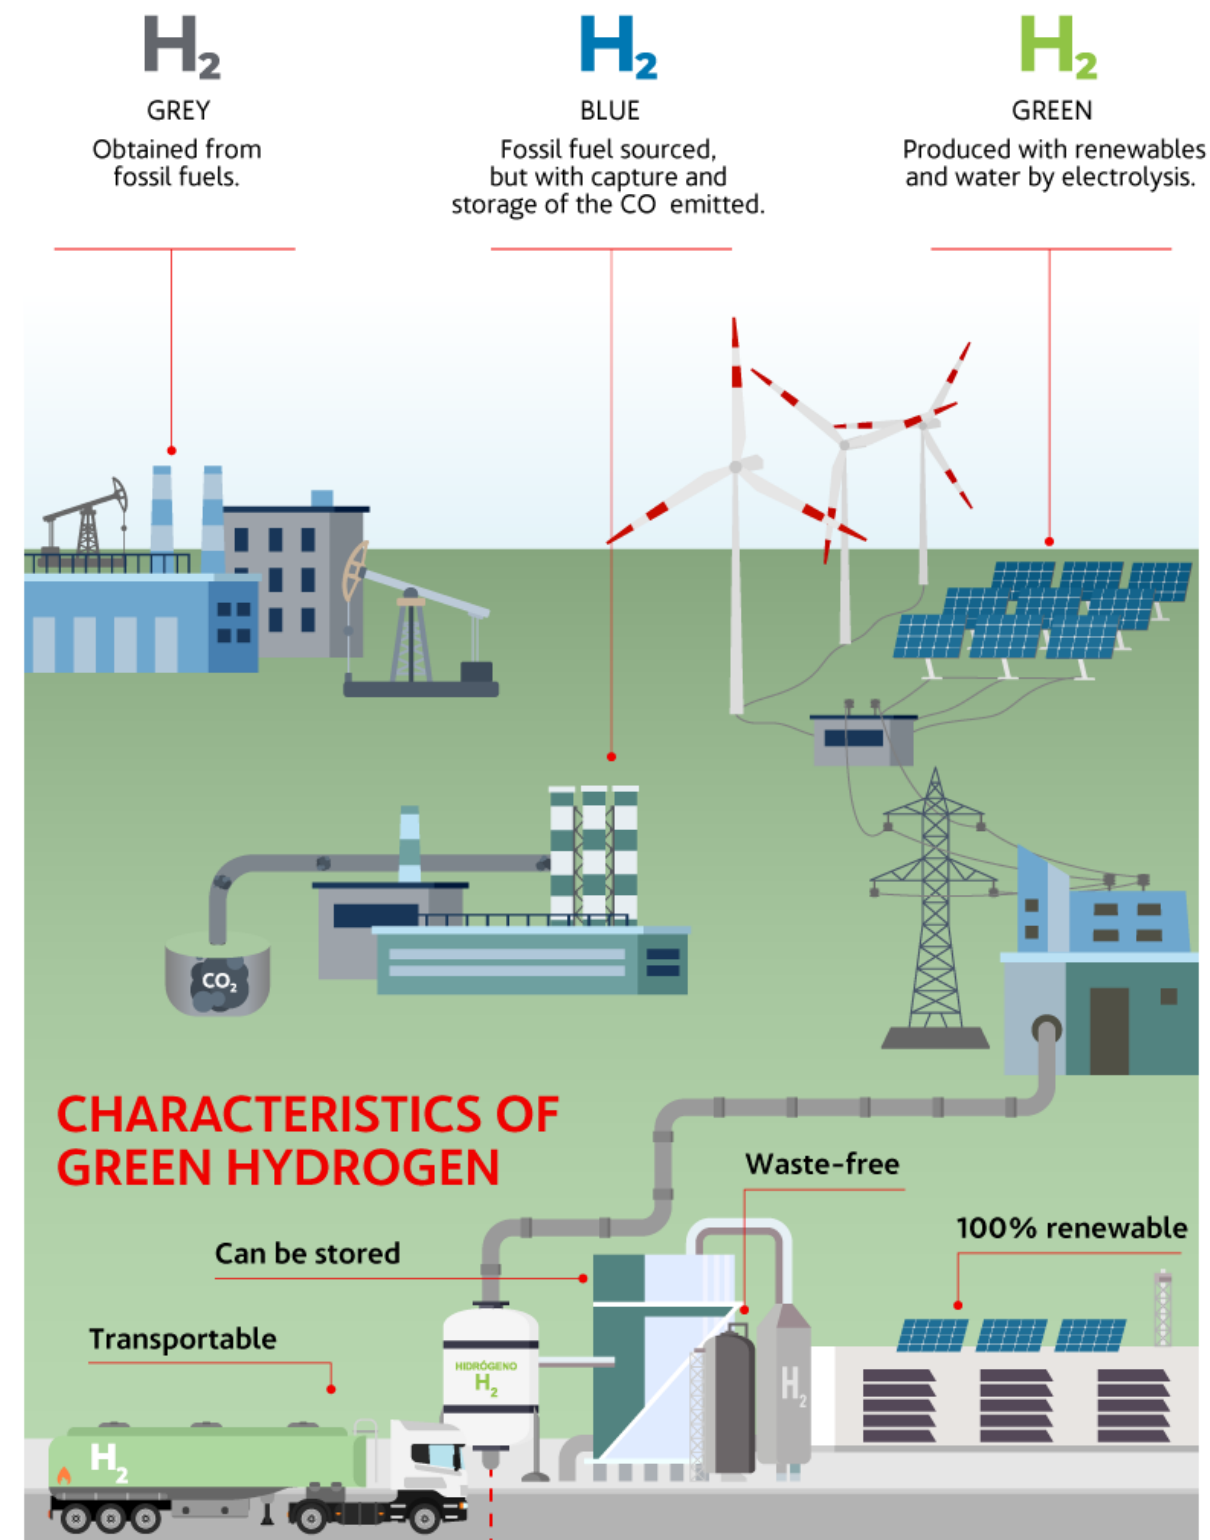 H₂
GREY
Obtained from
fossil fuels.
H₂
BLUE
Fossil fuel sourced,
but with capture and
storage of the CO  emitted.
H₂
GREEN
Produced with renewables
and water by electrolysis.
CO₂
CHARACTERISTICS OF
GREEN HYDROGEN
Waste-free
100% renewable
Can be stored
Transportable
HIDRÓGENO
H₂
H₂
H₂